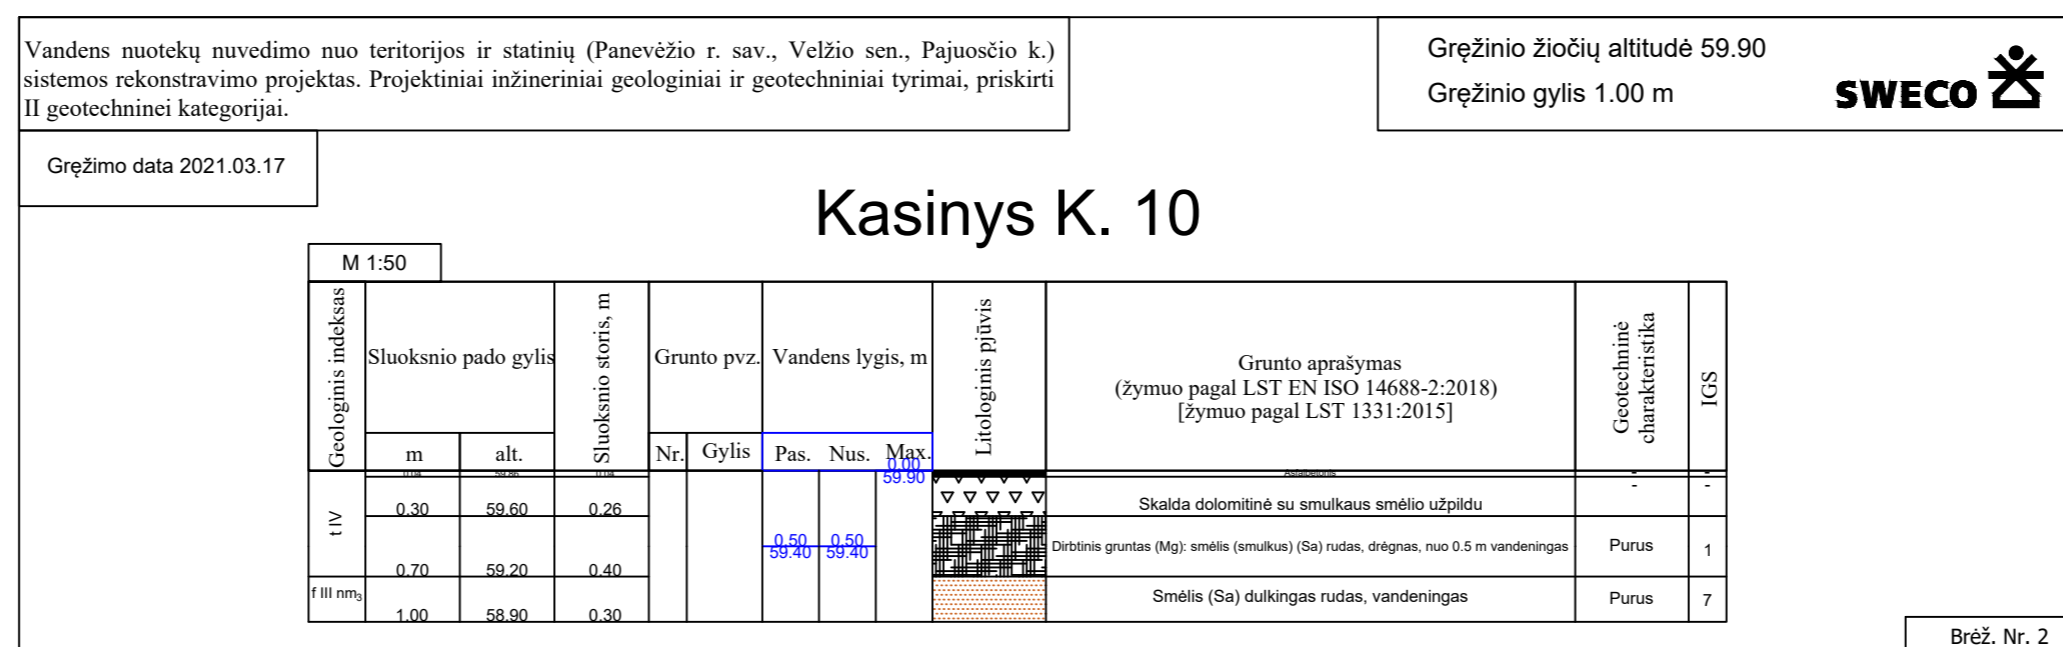 Vandens nuotekų nuvedimo nuo teritorijos ir statinių (Panevėžio r. sav., Velžio sen., Pajuosčio k.)
sistemos rekonstravimo projektas. Projektiniai inžineriniai geologiniai ir geotechniniai tyrimai, priskirti
II geotechninei kategorijai.
Gręžinio žiočių altitudė 59.90
Gręžinio gylis 1.00 m
SWECO
Gręžimo data 2021.03.17
Kasinys K. 10
M 1:50
Geologinis indeksas
Sluoksnio pado gylis
Sluoksnio storis, m
Grunto pvz.
Vandens lygis, m
Litologinis pjūvis
Grunto aprašymas
(žymuo pagal LST EN ISO 14688-2:2018)
[žymuo pagal LST 1331:2015]
Geotechninė
charakteristika
IGS
m alt. Nr. Gylis Pas. Nus. Max.
0.00
59.90
0.04 59.86 0.04 Asfaltbetonis - -
t IV
0.30 59.60 0.26 Skalda dolomitinė su smulkaus smėlio užpildu - -
0.50 0.50
59.40 59.40
0.70 59.20 0.40 Dirbtinis gruntas (Mg): smėlis (smulkus) (Sa) rudas, drėgnas, nuo 0.5 m vandeningas Purus 1
f III nm₃ 1.00 58.90 0.30 Smėlis (Sa) dulkingas rudas, vandeningas Purus 7
Brėž. Nr. 2